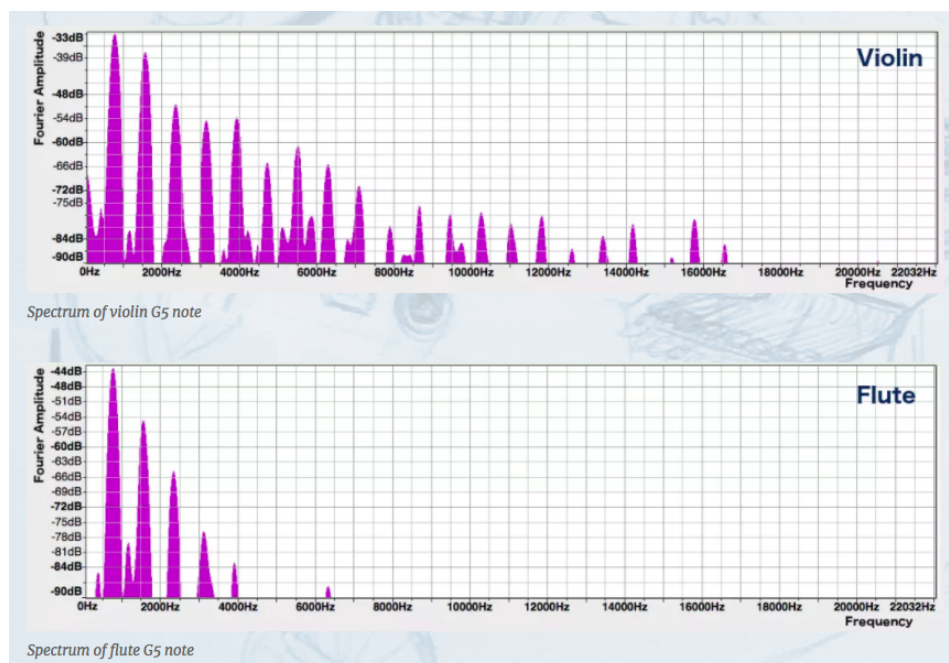 Violin
Fourier Amplitude
-33dB
-39dB
-48dB
-54dB
-60dB
-66dB
-72dB
-75dB
-84dB
-90dB
0Hz 2000Hz 4000Hz 6000Hz 8000Hz 10000Hz 12000Hz 14000Hz 16000Hz 18000Hz 20000Hz 22032Hz
Frequency
Spectrum of violin G5 note
Flute
Fourier Amplitude
-44dB
-48dB
-51dB
-54dB
-57dB
-60dB
-63dB
-66dB
-69dB
-72dB
-75dB
-78dB
-81dB
-84dB
-90dB
0Hz 2000Hz 4000Hz 6000Hz 8000Hz 10000Hz 12000Hz 14000Hz 16000Hz 18000Hz 20000Hz 22032Hz
Frequency
Spectrum of flute G5 note